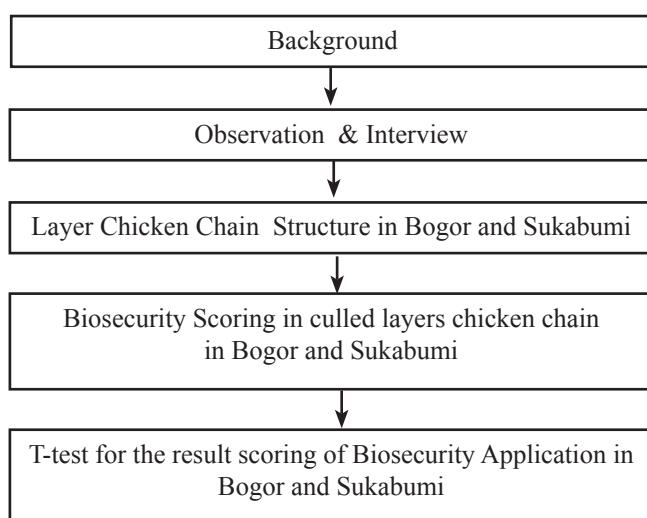 Background
Observation & Interview
Layer Chicken Chain Structure in Bogor and Sukabumi
Biosecurity Scoring in culled layers chicken chain
in Bogor and Sukabumi
T-test for the result scoring of Biosecurity Application in
Bogor and Sukabumi